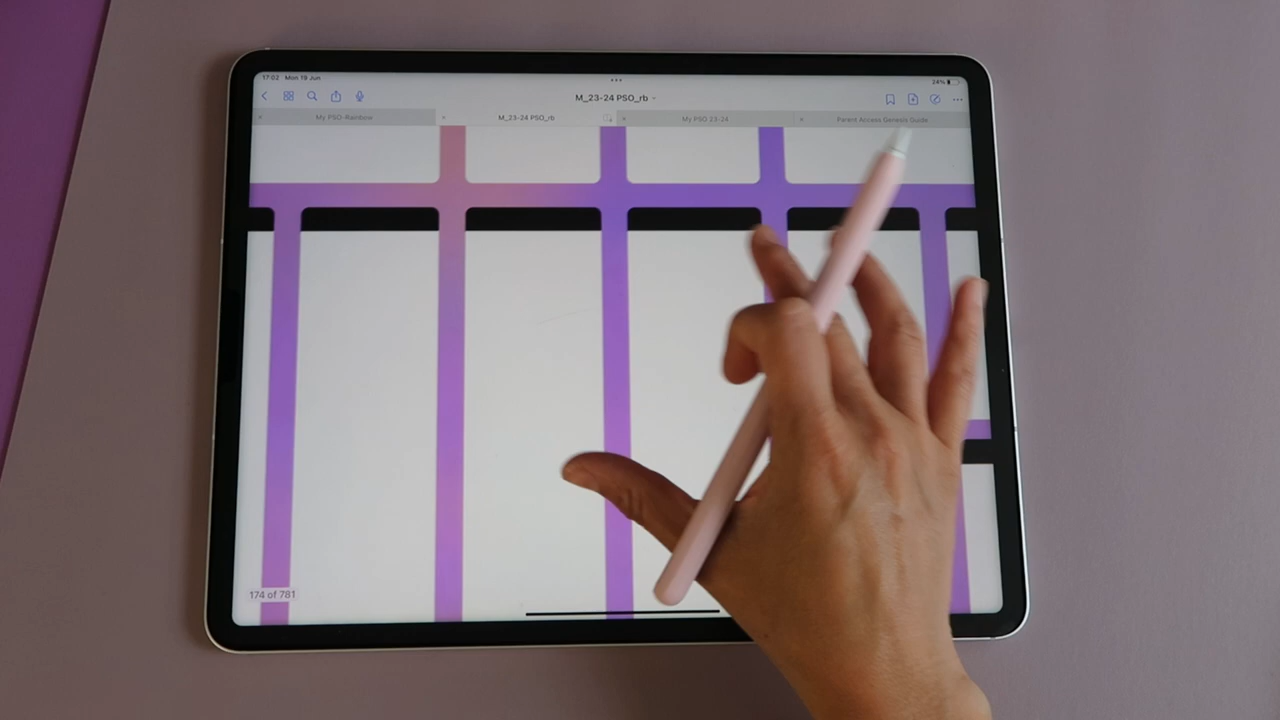 17:02 Mon 19 Jun
24%
M_23-24 PSO_rb
My PSO-Rainbow
M_23-24 PSO_rb
My PSO 23-24
Parent Access Genesis Guide
174 of 781